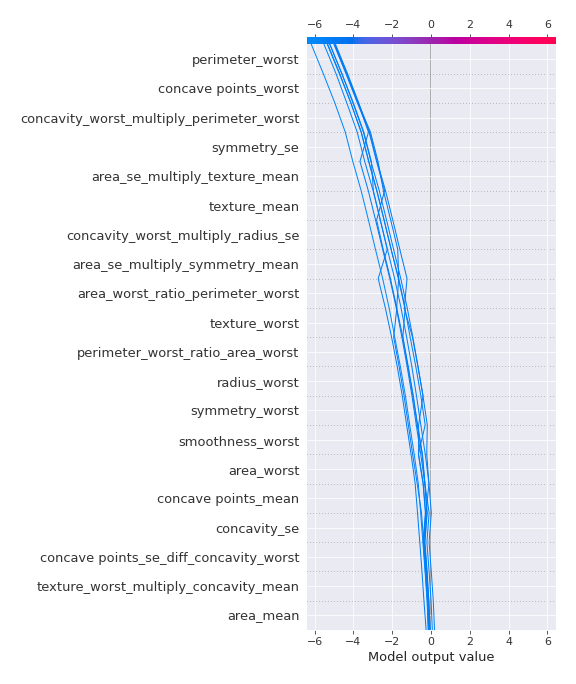 −6 −4 −2 0 2 4 6
perimeter_worst
concave points_worst
concavity_worst_multiply_perimeter_worst
symmetry_se
area_se_multiply_texture_mean
texture_mean
concavity_worst_multiply_radius_se
area_se_multiply_symmetry_mean
area_worst_ratio_perimeter_worst
texture_worst
perimeter_worst_ratio_area_worst
radius_worst
symmetry_worst
smoothness_worst
area_worst
concave points_mean
concavity_se
concave points_se_diff_concavity_worst
texture_worst_multiply_concavity_mean
area_mean
−6 −4 −2 0 2 4 6
Model output value